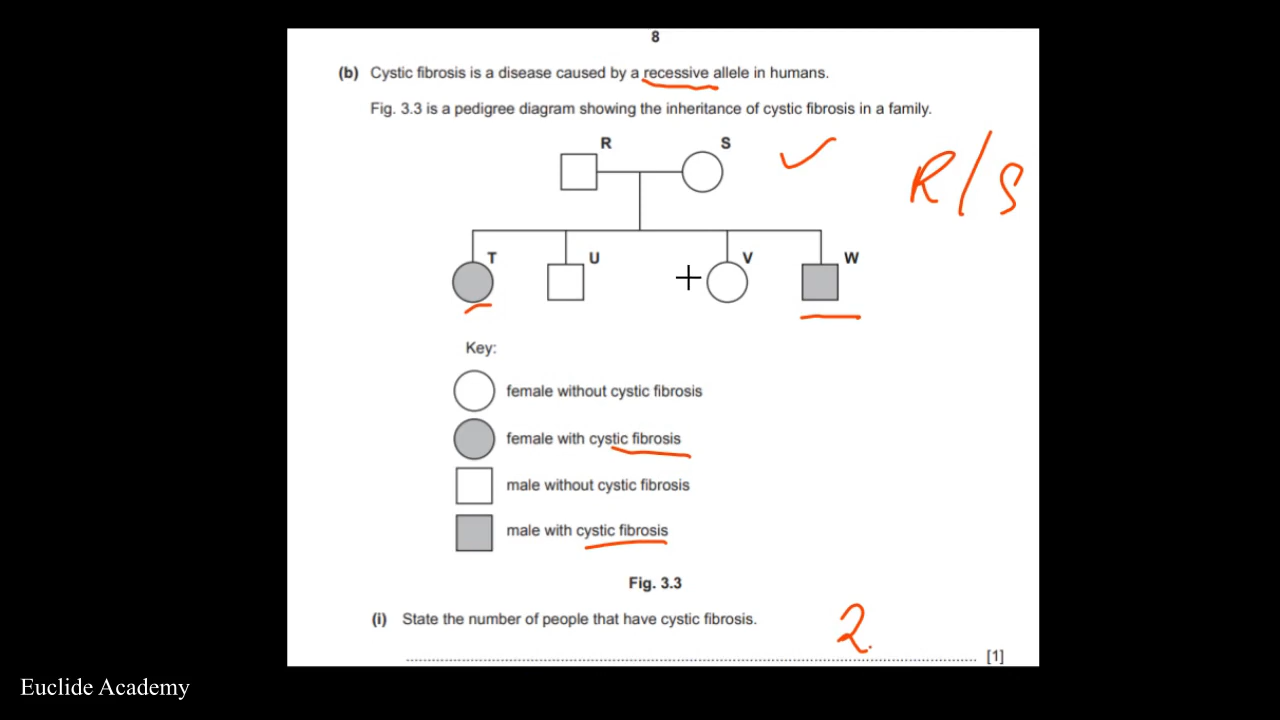 8
(b) Cystic fibrosis is a disease caused by a recessive allele in humans.
Fig. 3.3 is a pedigree diagram showing the inheritance of cystic fibrosis in a family.
R S
R/S
T U V W
Key:
female without cystic fibrosis
female with cystic fibrosis
male without cystic fibrosis
male with cystic fibrosis
Fig. 3.3
(i) State the number of people that have cystic fibrosis.
2.
[1]
Euclide Academy